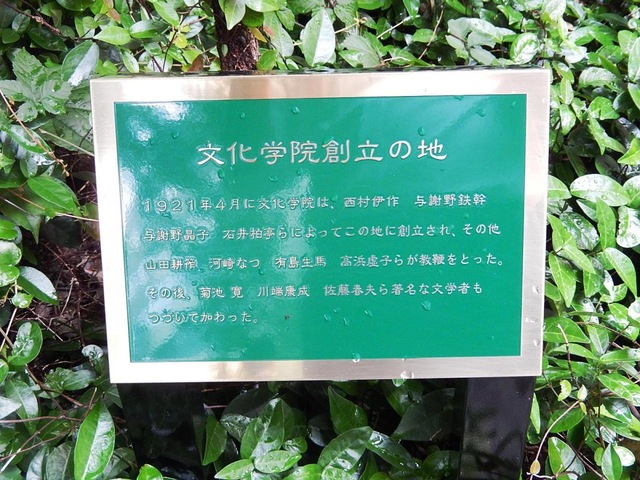 文化学院創立の地
1921年4月に文化学院は、西村伊作　与謝野鉄幹
与謝野晶子　石井柏亭らによってこの地に創立され、その他
山田耕筰　河崎なつ　有島生馬　高浜虚子らが教鞭をとった。
その後、菊池 寛　川端康成　佐藤春夫ら著名な文学者も
つづいて加わった。